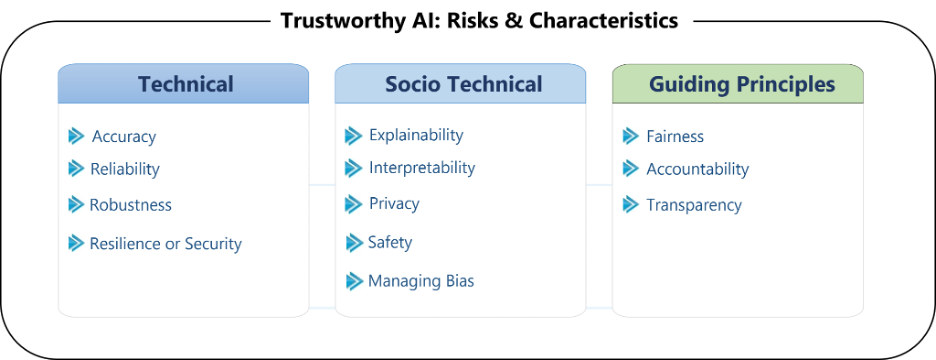 Trustworthy AI: Risks & Characteristics
Technical
Accuracy
Reliability
Robustness
Resilience or Security
Socio Technical
Explainability
Interpretability
Privacy
Safety
Managing Bias
Guiding Principles
Fairness
Accountability
Transparency